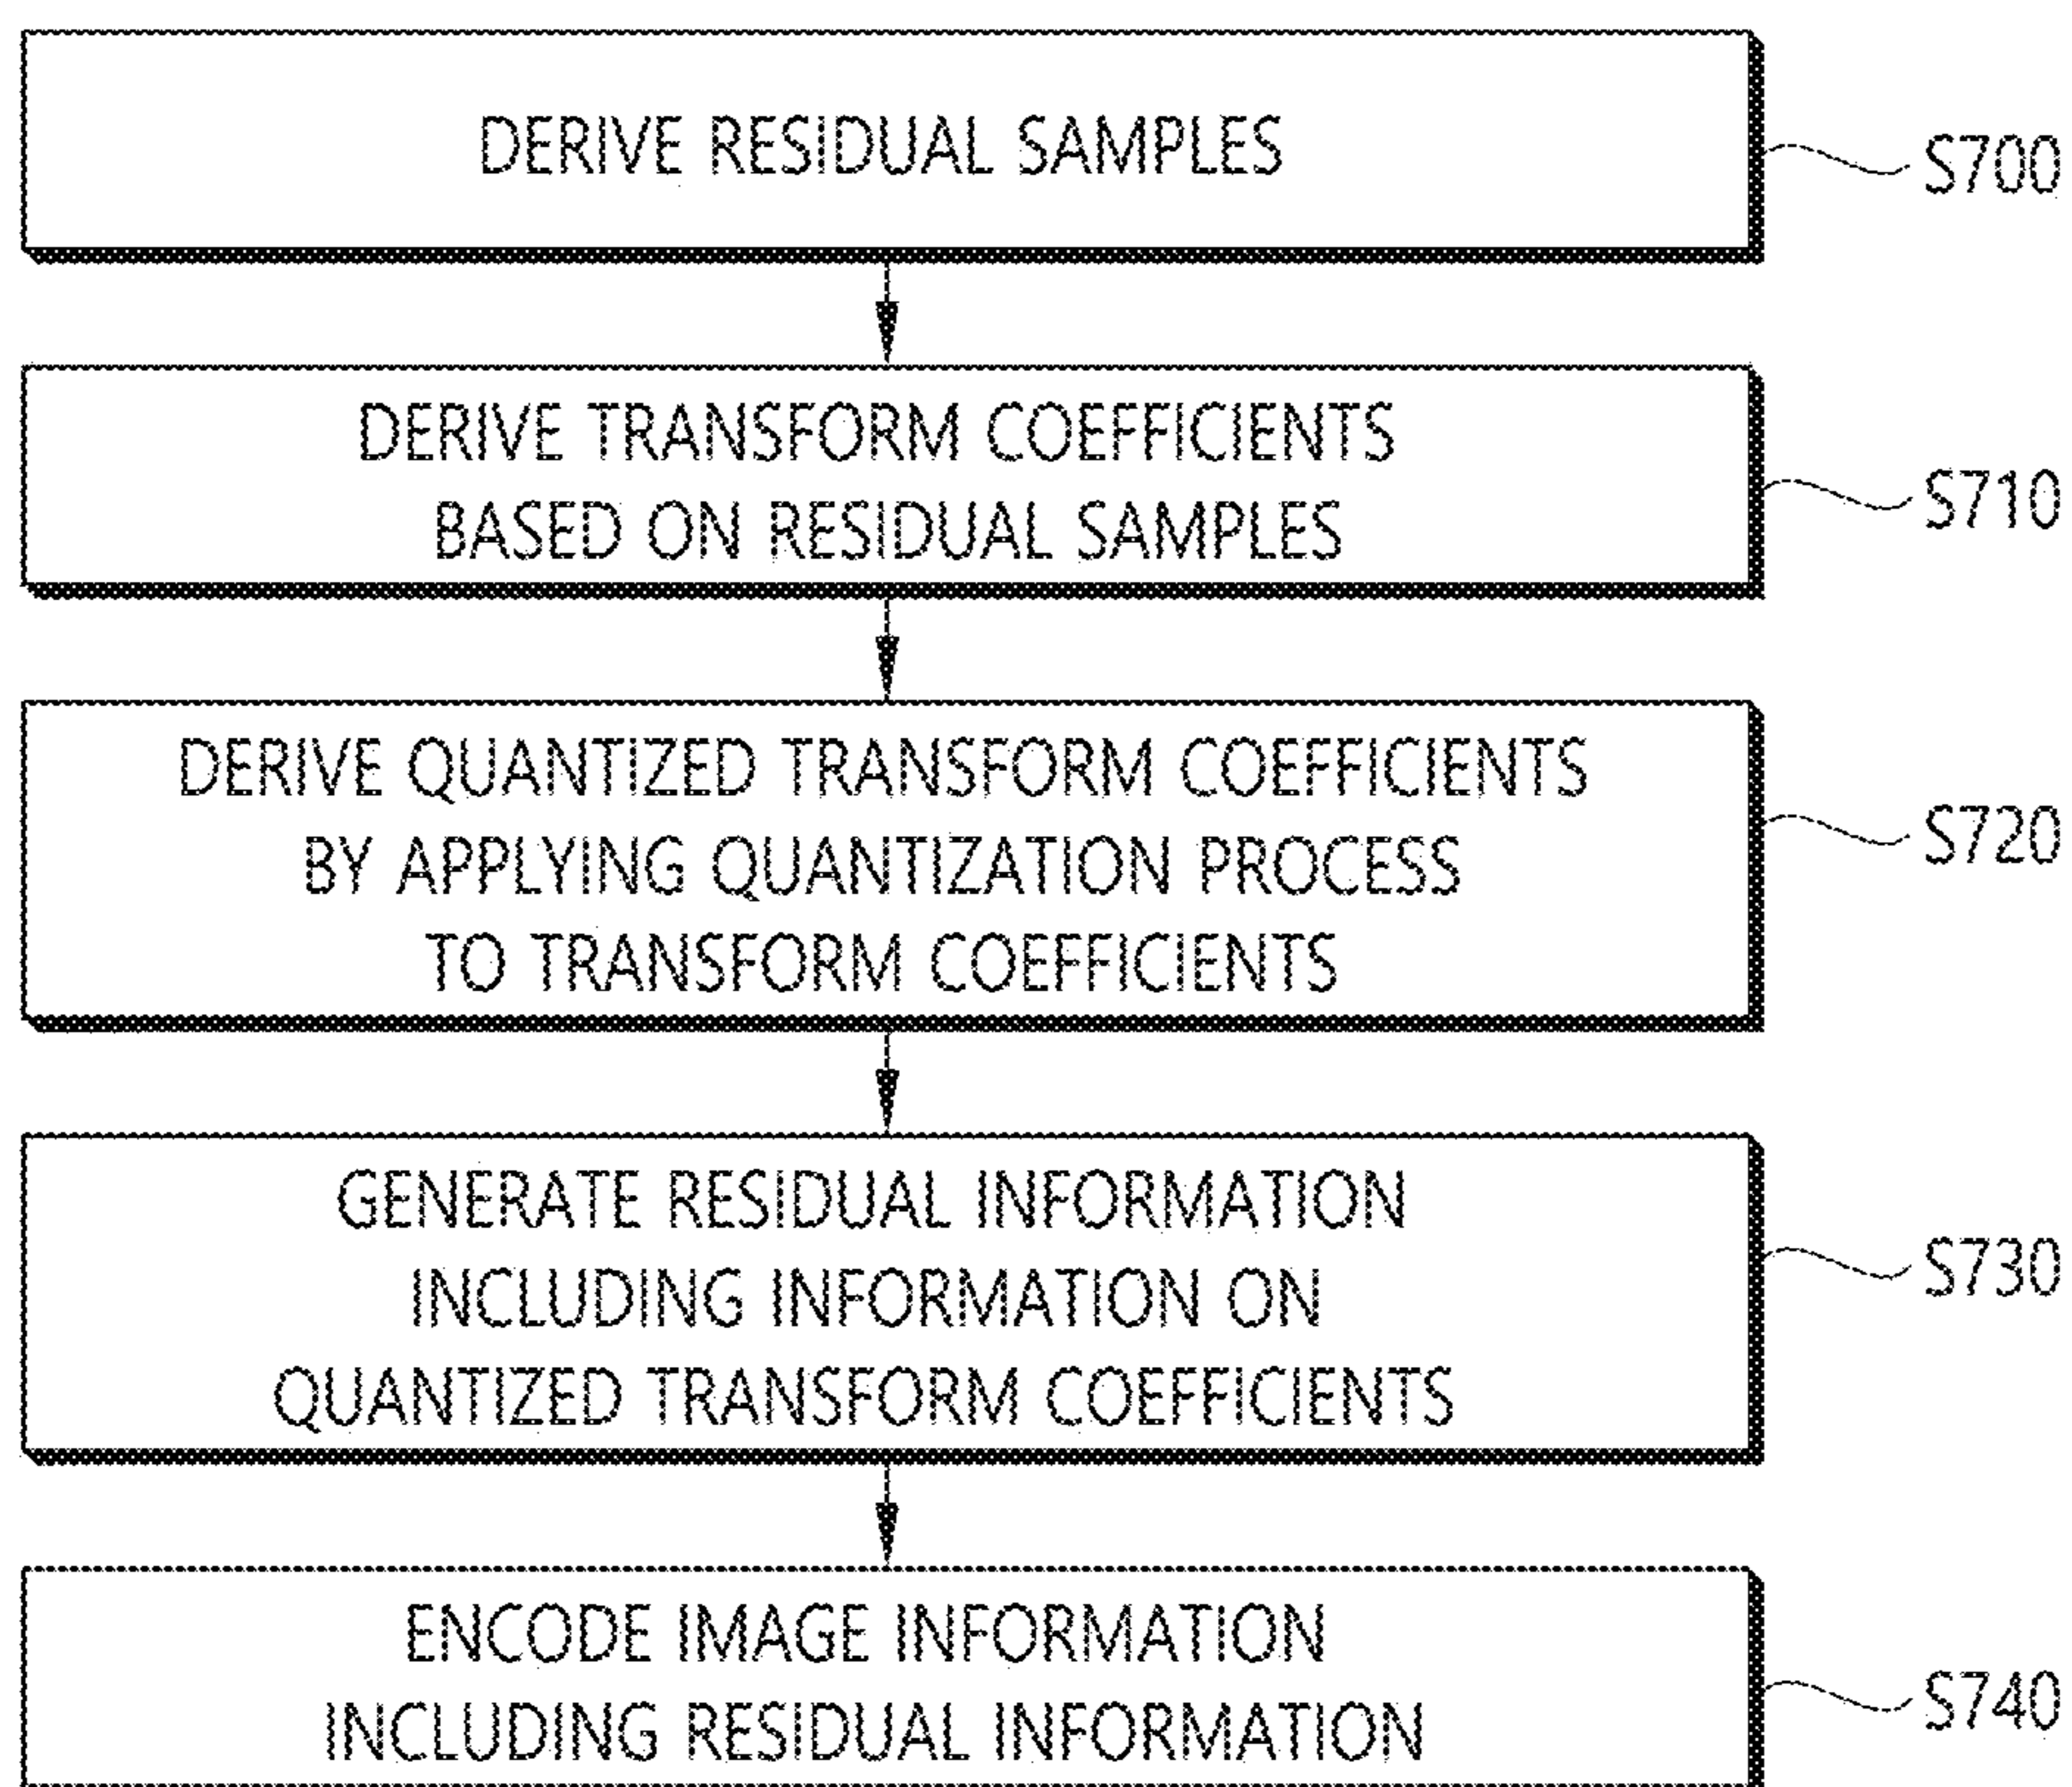 DERIVE RESIDUAL SAMPLES
S700
DERIVE TRANSFORM COEFFICIENTS
BASED ON RESIDUAL SAMPLES
S710
DERIVE QUANTIZED TRANSFORM COEFFICIENTS
BY APPLYING QUANTIZATION PROCESS
TO TRANSFORM COEFFICIENTS
S720
GENERATE RESIDUAL INFORMATION
INCLUDING INFORMATION ON
QUANTIZED TRANSFORM COEFFICIENTS
S730
ENCODE IMAGE INFORMATION
INCLUDING RESIDUAL INFORMATION
S740